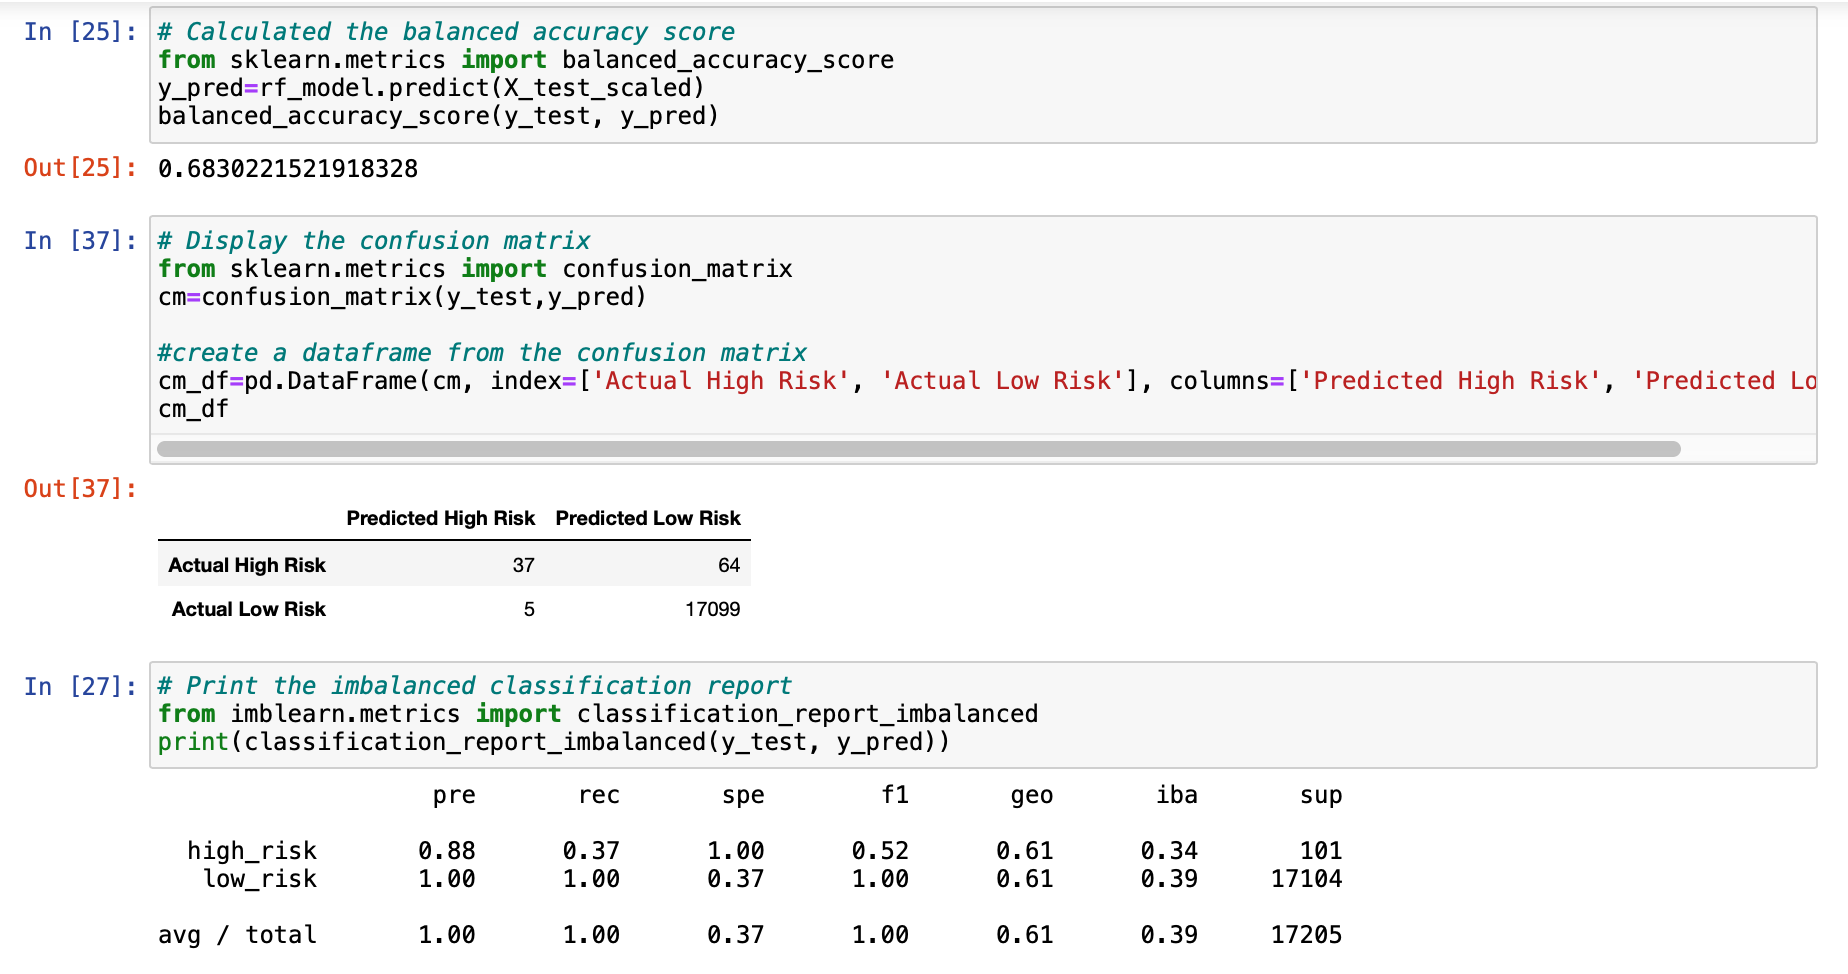 In [25]: # Calculated the balanced accuracy score
from sklearn.metrics import balanced_accuracy_score
y_pred=rf_model.predict(X_test_scaled)
balanced_accuracy_score(y_test, y_pred)
Out[25]: 0.6830221521918328
In [37]: # Display the confusion matrix
from sklearn.metrics import confusion_matrix
cm=confusion_matrix(y_test,y_pred)
#create a dataframe from the confusion matrix
cm_df=pd.DataFrame(cm, index=['Actual High Risk', 'Actual Low Risk'], columns=['Predicted High Risk', 'Predicted Lo
cm_df
Out[37]:
Predicted High Risk Predicted Low Risk
Actual High Risk 37 64
Actual Low Risk 5 17099
In [27]: # Print the imbalanced classification report
from imblearn.metrics import classification_report_imbalanced
print(classification_report_imbalanced(y_test, y_pred))
pre rec spe f1 geo iba sup
high_risk 0.88 0.37 1.00 0.52 0.61 0.34 101
low_risk 1.00 1.00 0.37 1.00 0.61 0.39 17104
avg / total 1.00 1.00 0.37 1.00 0.61 0.39 17205